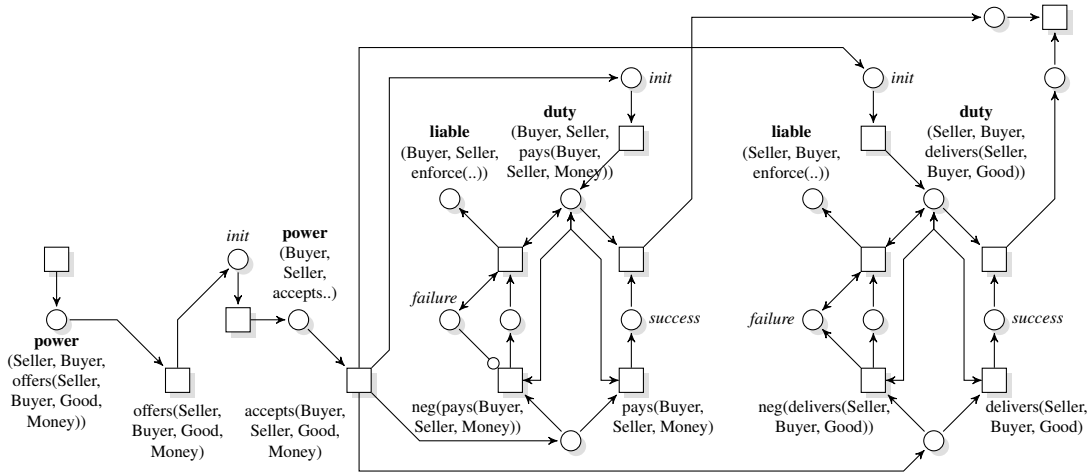 init
duty
(Buyer, Seller,
pays(Buyer,
Seller, Money))
liable
(Buyer, Seller,
enforce(..))
init
duty
(Seller, Buyer,
delivers(Seller,
Buyer, Good))
liable
(Seller, Buyer,
enforce(..))
init
power
(Buyer,
Seller,
accepts..)
failure
success
failure
success
power
(Seller, Buyer,
offers(Seller,
Buyer, Good,
Money))
offers(Seller,
Buyer, Good,
Money)
accepts(Buyer,
Seller, Good,
Money)
neg(pays(Buyer,
Seller, Money))
pays(Buyer,
Seller, Money)
neg(delivers(Seller,
Buyer, Good))
delivers(Seller,
Buyer, Good)